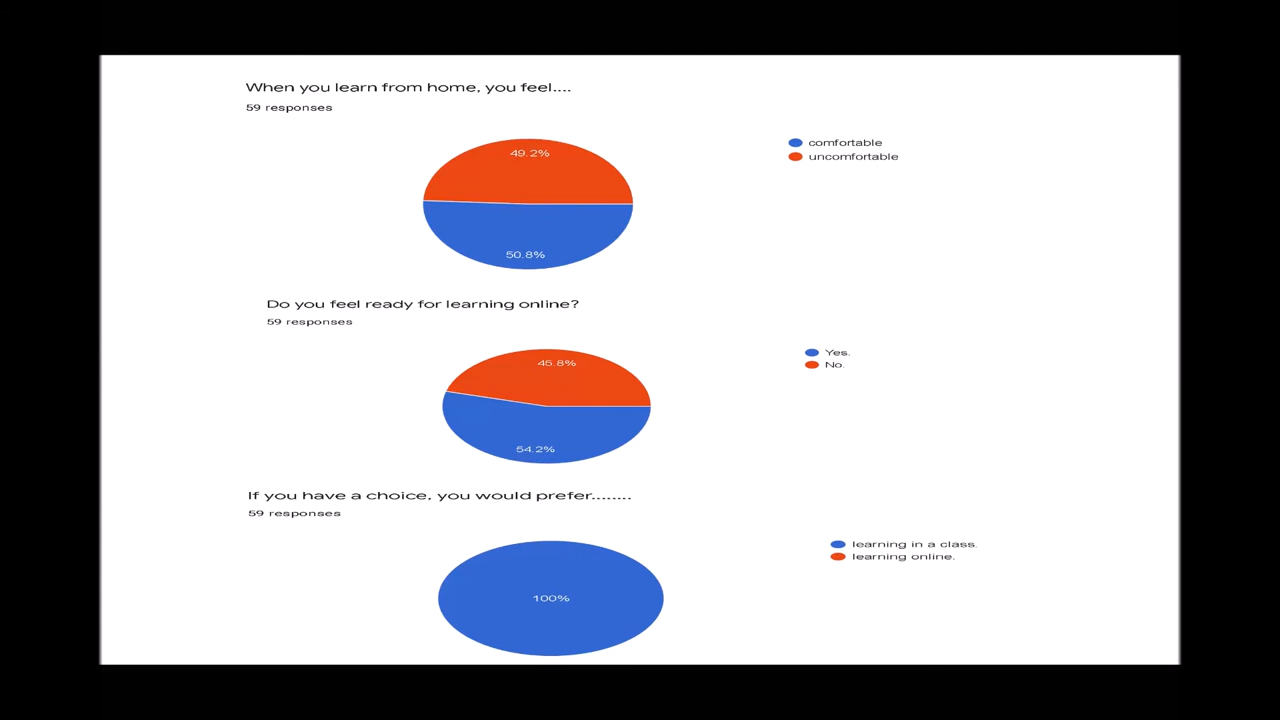 When you learn from home, you feel....
59 responses
49.2%
50.8%
comfortable
uncomfortable
Do you feel ready for learning online?
59 responses
45.8%
54.2%
Yes.
No.
If you have a choice, you would prefer........
59 responses
100%
learning in a class.
learning online.